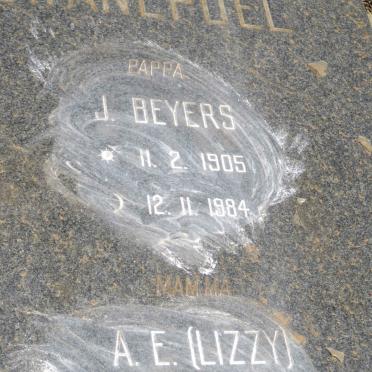 PAPPA
J. BEYERS
11. 2. 1905
12. 11. 1984
MAMMA
A. E. (LIZZY)